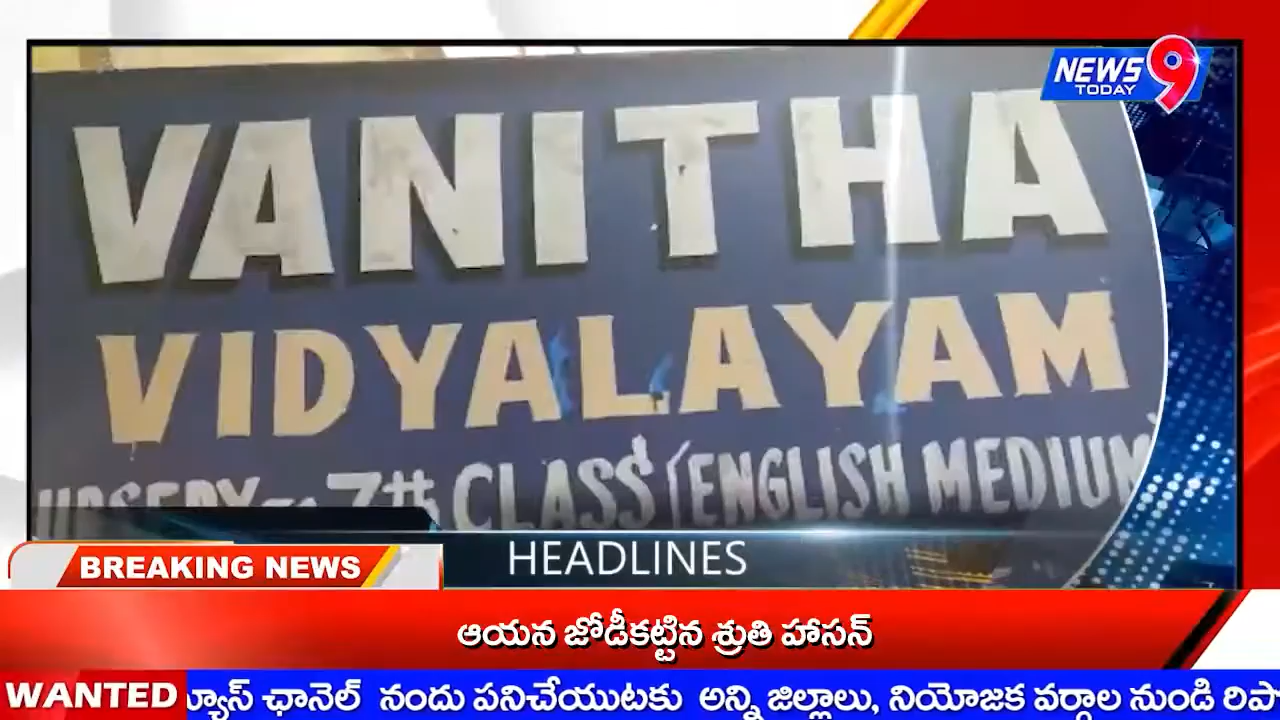 NEWS 9
TODAY
VANITHA
VIDYALAYAM
7th CLASS (ENGLISH MEDIUM
HEADLINES
BREAKING NEWS
ఆయన జోడీకట్టిన శ్రుతి హాసన్
WANTED ఛానెల్ నందు పనిచేయుటకు అన్ని జిల్లాలు, నియోజక వర్గాల నుండి